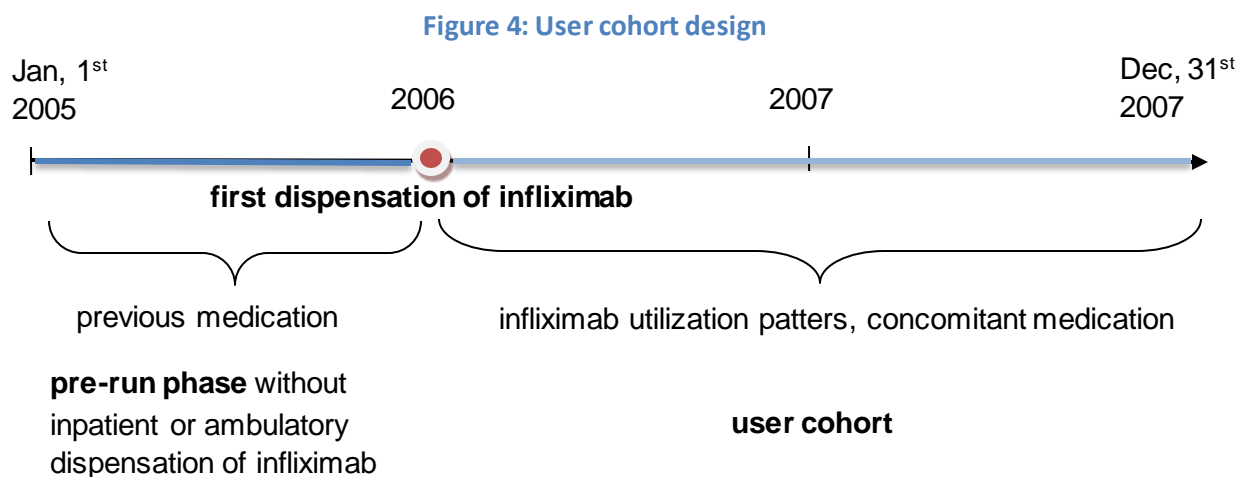 Figure 4: User cohort design
Jan, 1st
2005
2006
2007
Dec, 31st
2007
first dispensation of infliximab
previous medication
infliximab utilization patters, concomitant medication
pre-run phase without
inpatient or ambulatory
dispensation of infliximab
user cohort